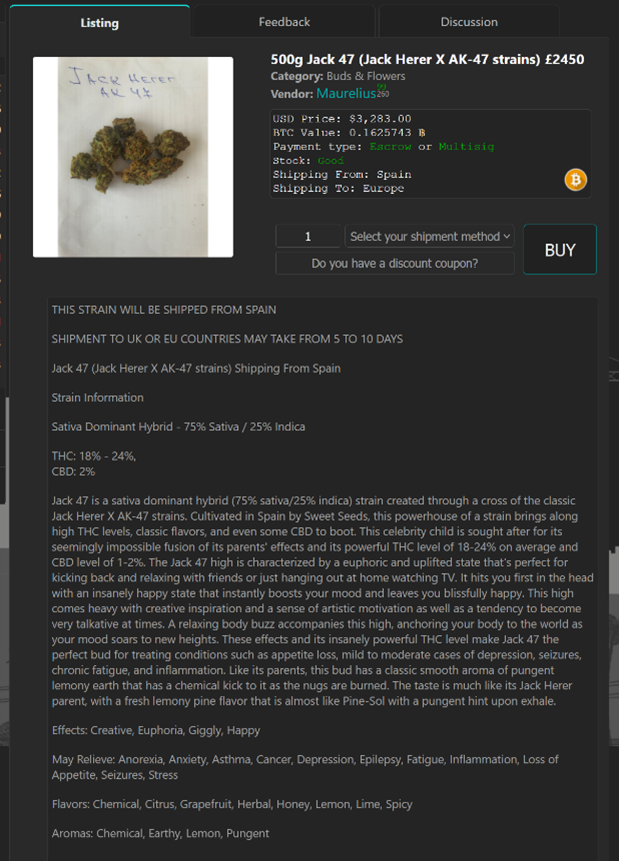 Listing
Feedback
Discussion
JACK HERER
AK 47
500g Jack 47 (Jack Herer X AK-47 strains) £2450
Category: Buds & Flowers
Vendor: Maurelius
USD Price: $3,283.00
BTC Value: 0.1625743 B
Payment type: Escrow or Multisig
Stock: Good
Shipping From: Spain
Shipping To: Europe
1
Select your shipment method
BUY
Do you have a discount coupon?
THIS STRAIN WILL BE SHIPPED FROM SPAIN
SHIPMENT TO UK OR EU COUNTRIES MAY TAKE FROM 5 TO 10 DAYS
Jack 47 (Jack Herer X AK-47 strains) Shipping From Spain
Strain Information
Sativa Dominant Hybrid - 75% Sativa / 25% Indica
THC: 18% - 24%,
CBD: 2%
Jack 47 is a sativa dominant hybrid (75% sativa/25% indica) strain created through a cross of the classic
Jack Herer X AK-47 strains. Cultivated in Spain by Sweet Seeds, this powerhouse of a strain brings along
high THC levels, classic flavors, and even some CBD to boot. This celebrity child is sought after for its
seemingly impossible fusion of its parents' effects and its powerful THC level of 18-24% on average and
CBD level of 1-2%. The Jack 47 high is characterized by a euphoric and uplifted state that's perfect for
kicking back and relaxing with friends or just hanging out at home watching TV. It hits you first in the head
with an insanely happy state that instantly boosts your mood and leaves you blissfully happy. This high
comes heavy with creative inspiration and a sense of artistic motivation as well as a tendency to become
very talkative at times. A relaxing body buzz accompanies this high, anchoring your body to the world as
your mood soars to new heights. These effects and its insanely powerful THC level make Jack 47 the
perfect bud for treating conditions such as appetite loss, mild to moderate cases of depression, seizures,
chronic fatigue, and inflammation. Like its parents, this bud has a classic smooth aroma of pungent
lemony earth that has a chemical kick to it as the nugs are burned. The taste is much like its Jack Herer
parent, with a fresh lemony pine flavor that is almost like Pine-Sol with a pungent hint upon exhale.
Effects: Creative, Euphoria, Giggly, Happy
May Relieve: Anorexia, Anxiety, Asthma, Cancer, Depression, Epilepsy, Fatigue, Inflammation, Loss of
Appetite, Seizures, Stress
Flavors: Chemical, Citrus, Grapefruit, Herbal, Honey, Lemon, Lime, Spicy
Aromas: Chemical, Earthy, Lemon, Pungent